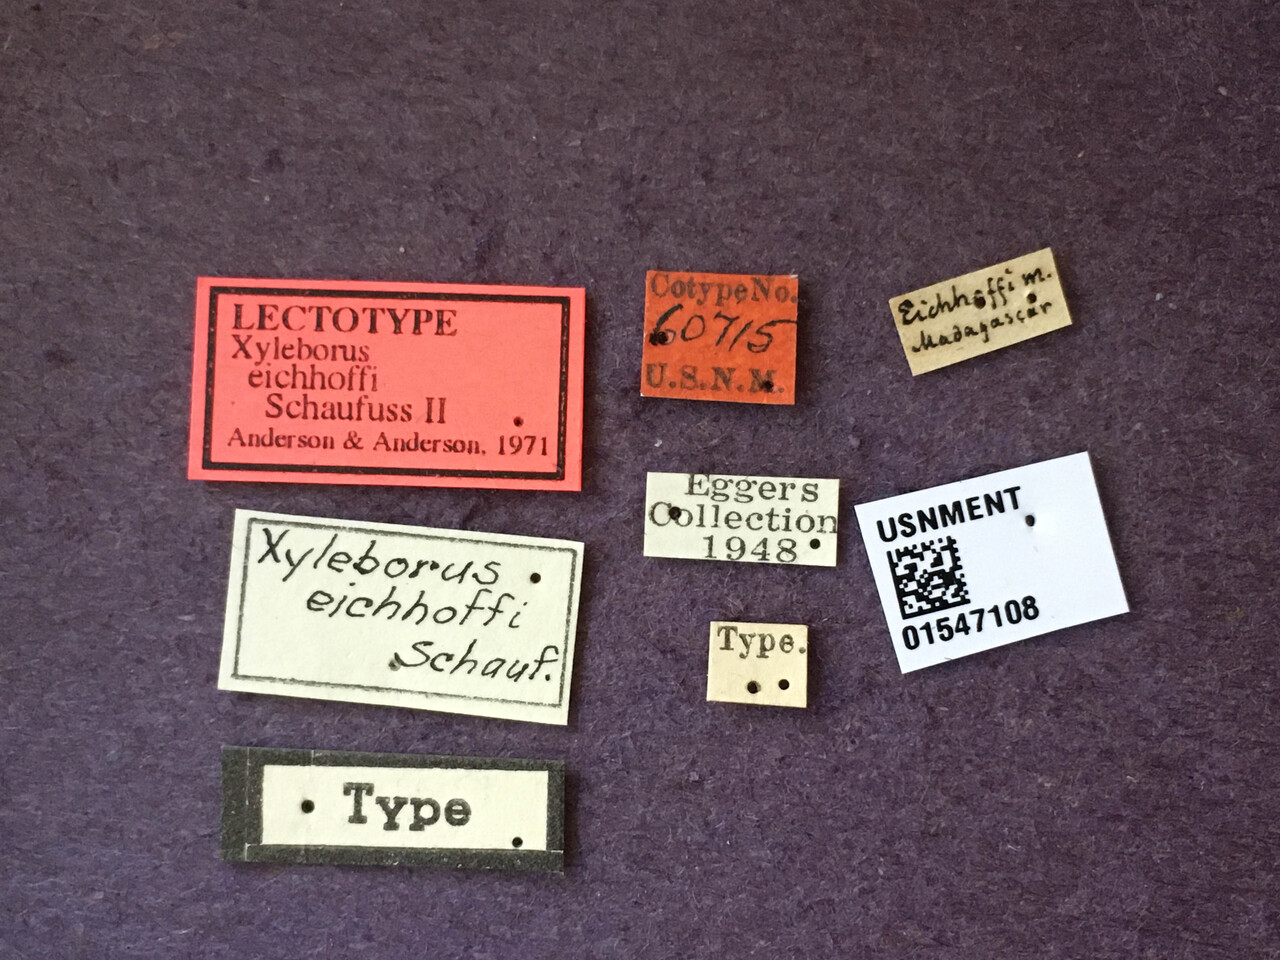 LECTOTYPE
Xyleborus
eichhoffi
Schaufuss II
Anderson & Anderson, 1971
Xyleborus
eichhoffi
Schauf.
Type
Cotype No.
60715
U.S.N.M.
Eggers
Collection
1948
Type.
Eichhoffi m.
Madagascar
USNMENT
01547108